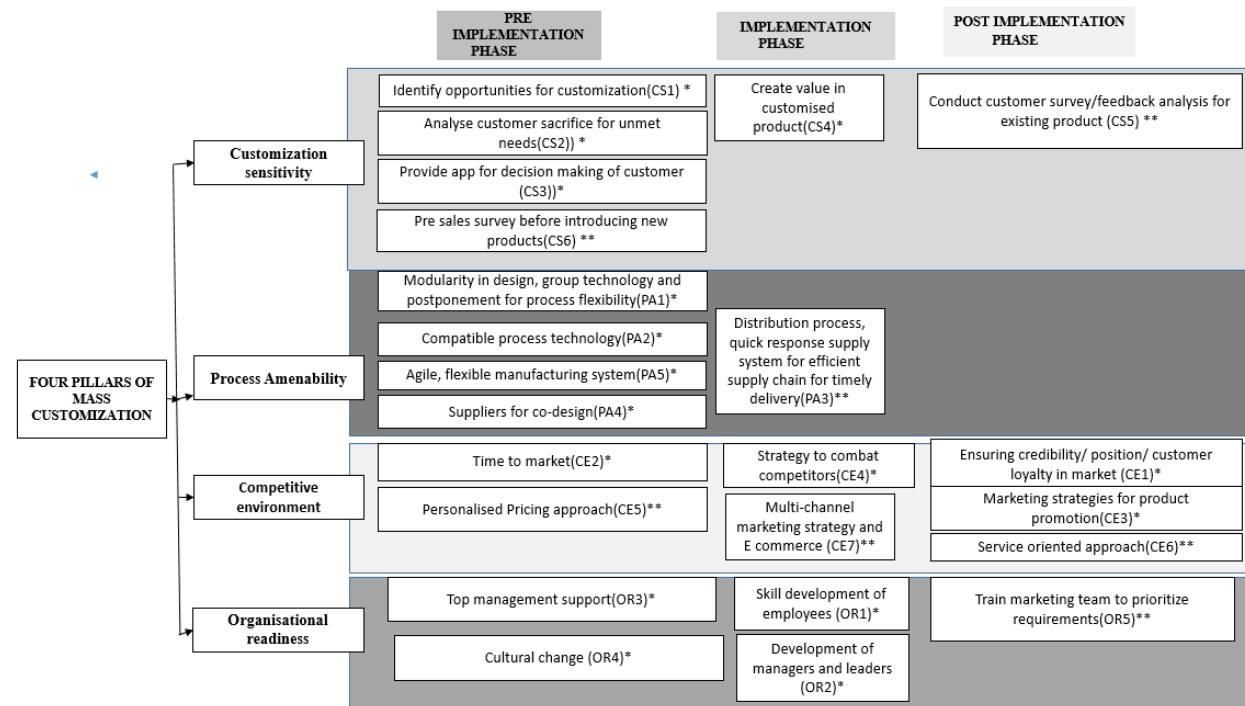 PRE
IMPLEMENTATION
PHASE
IMPLEMENTATION
PHASE
POST IMPLEMENTATION
PHASE
FOUR PILLARS OF
MASS
CUSTOMIZATION
Customization
sensitivity
Identify opportunities for customization(CS1) *
Analyse customer sacrifice for unmet
needs(CS2)) *
Provide app for decision making of customer
(CS3))*
Pre sales survey before introducing new
products(CS6) **
Create value in
customised
product(CS4)*
Conduct customer survey/feedback analysis for
existing product (CS5) **
Process Amenability
Modularity in design, group technology and
postponement for process flexibility(PA1)*
Compatible process technology(PA2)*
Agile, flexible manufacturing system(PA5)*
Suppliers for co-design(PA4)*
Distribution process,
quick response supply
system for efficient
supply chain for timely
delivery(PA3)**
Competitive
environment
Time to market(CE2)*
Personalised Pricing approach(CE5)**
Strategy to combat
competitors(CE4)*
Multi-channel
marketing strategy and
E commerce (CE7)**
Ensuring credibility/ position/ customer
loyalty in market (CE1)*
Marketing strategies for product
promotion(CE3)*
Service oriented approach(CE6)**
Organisational
readiness
Top management support(OR3)*
Cultural change (OR4)*
Skill development of
employees (OR1)*
Development of
managers and leaders
(OR2)*
Train marketing team to prioritize
requirements(OR5)**